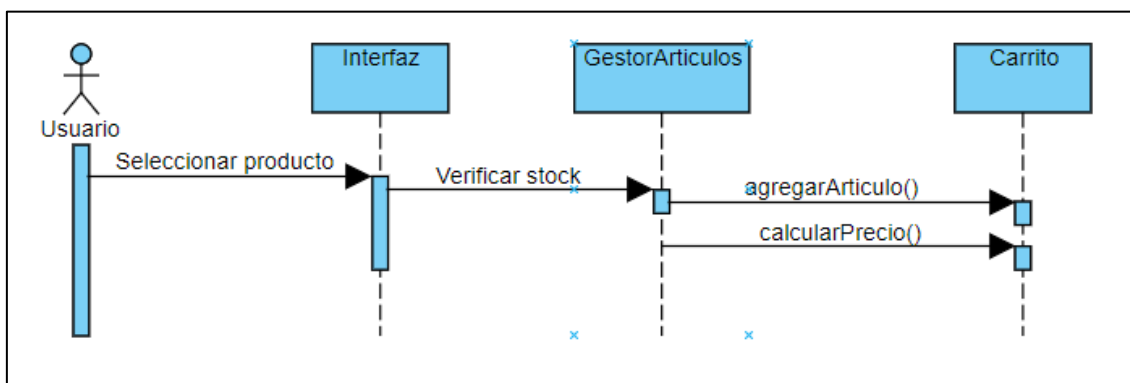 Interfaz
GestorArticulos
Carrito
Usuario
Seleccionar producto
Verificar stock
agregarArticulo()
calcularPrecio()